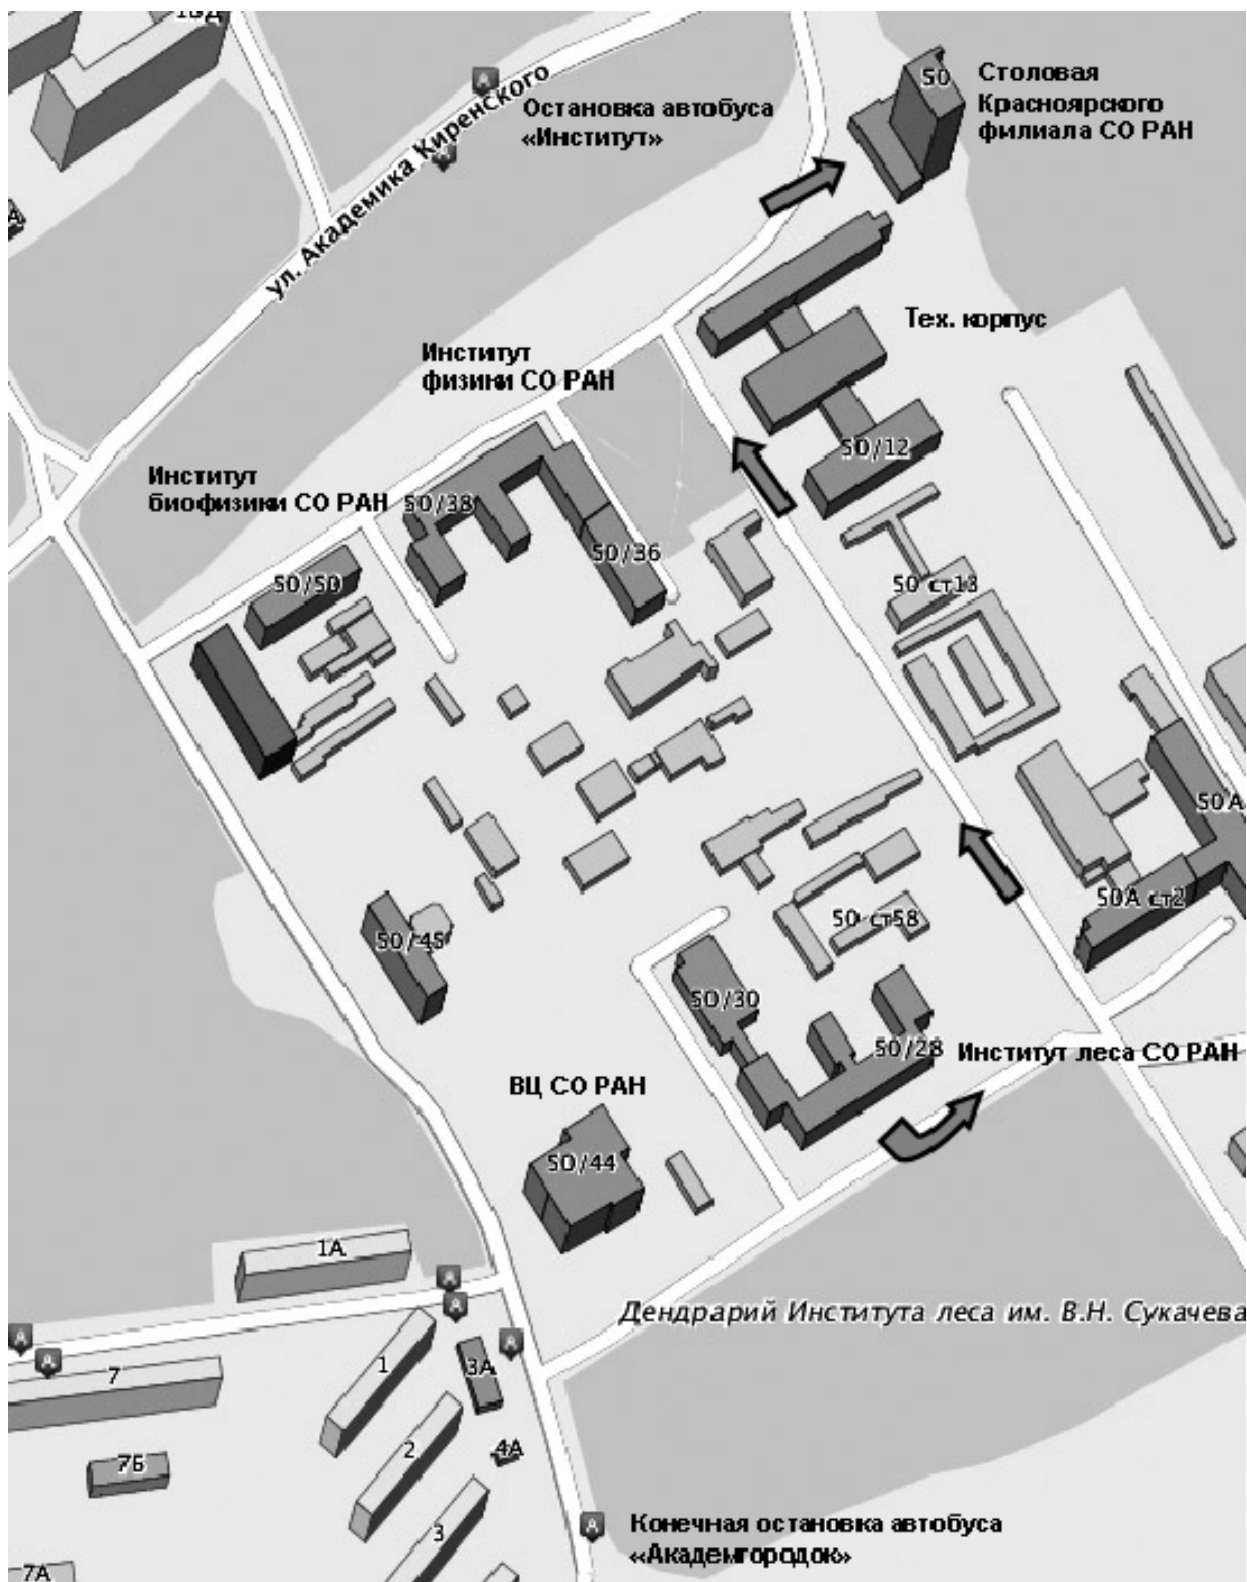 15Д
50
Столовая
Красноярского
филиала СО РАН
Остановка автобуса
«Институт»
ул. Академика Киренского
Тех. корпус
Институт
физики СО РАН
50/12
Институт
биофизики СО РАН
50/38
50/36
50/50
50 ст13
50А
50А ст2
50 ст58
50/45
50/30
50/28
Институт леса СО РАН
ВЦ СО РАН
50/44
1А
А
А
Дендрарий Института леса им. В.Н. Сукачева
А
А
А
7
1
3А
2
4А
7Б
3
А
Конечная остановка автобуса
«Академгородок»
7А